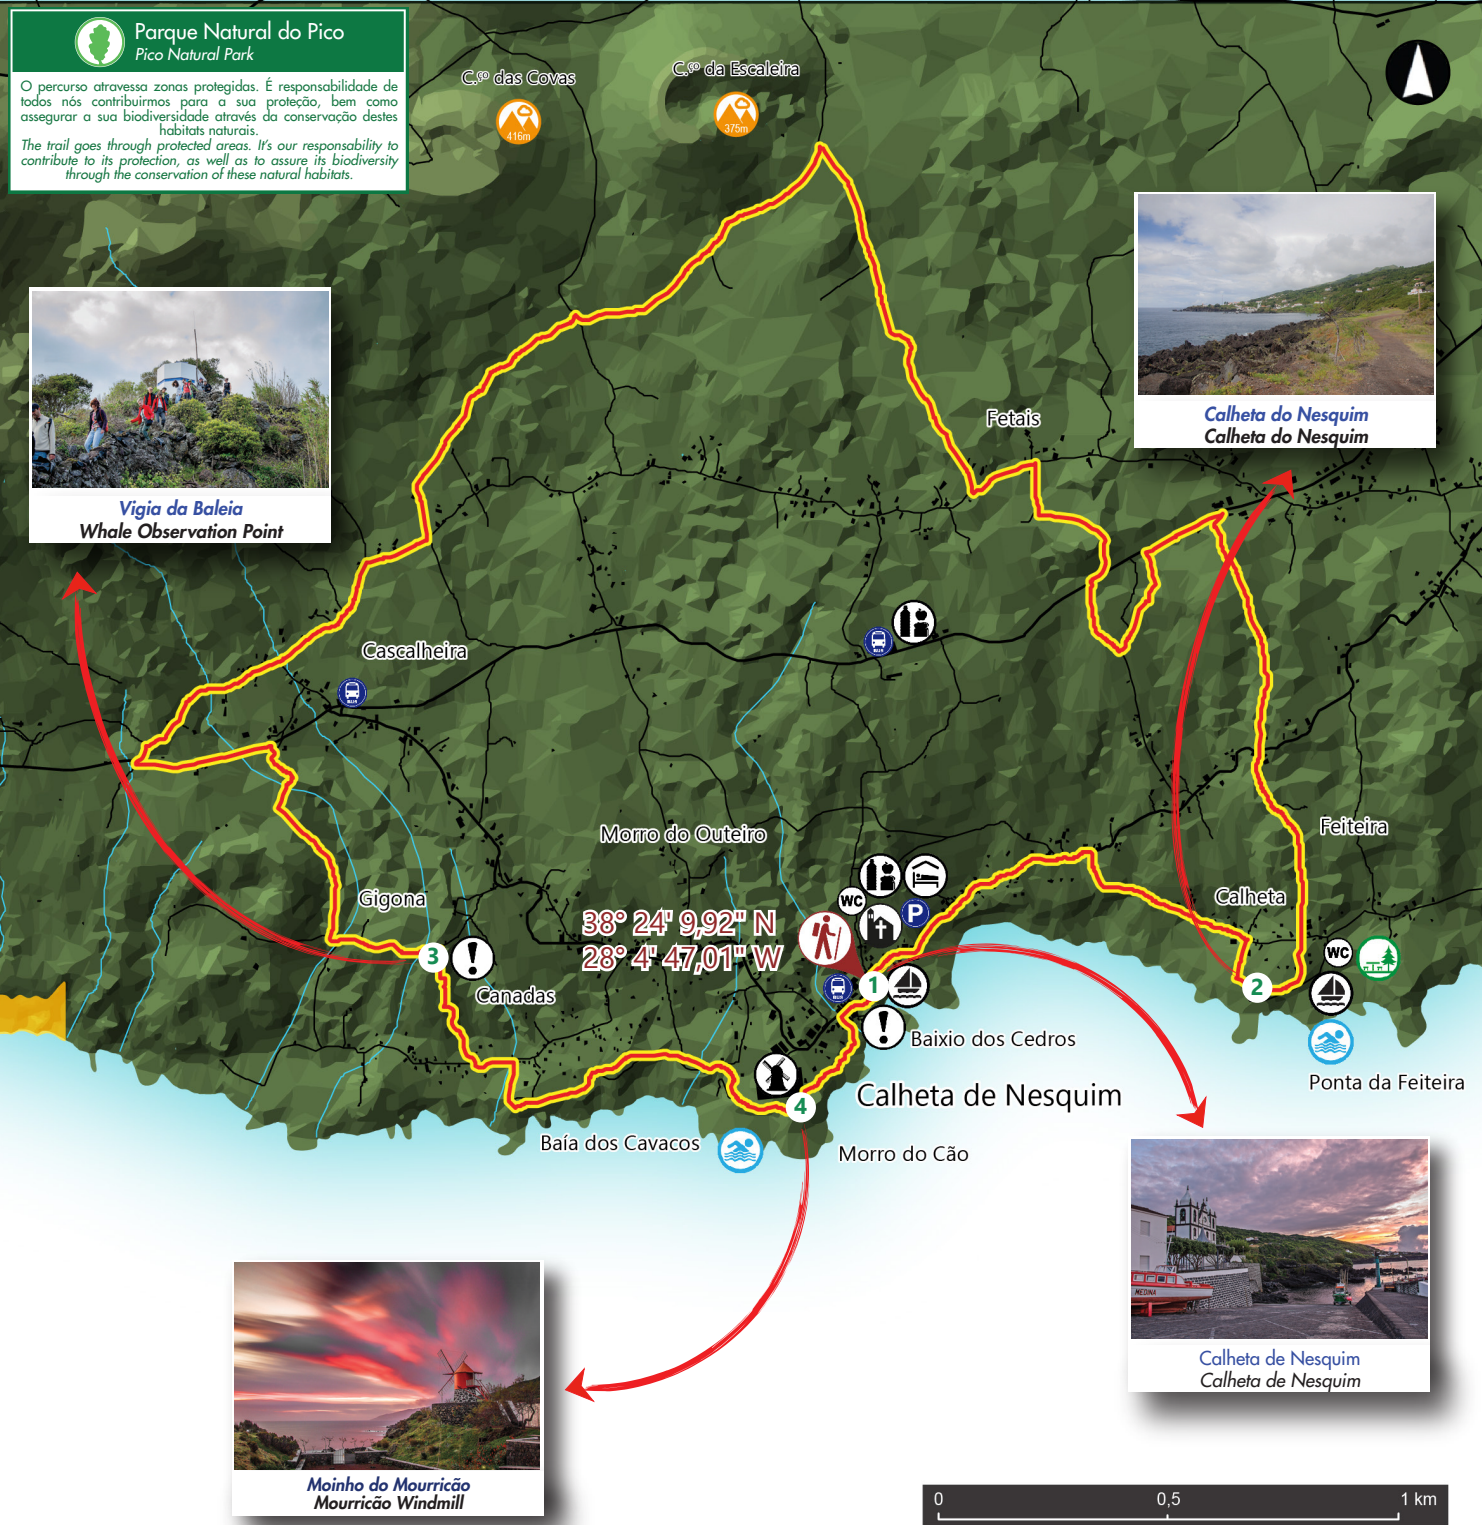 Parque Natural do Pico
Pico Natural Park
O percurso atravessa zonas protegidas. É responsabilidade de
todos nós contribuirmos para a sua proteção, bem como
assegurar a sua biodiversidade através da conservação destes
habitats naturais.
The trail goes through protected areas. It's our responsability to
contribute to its protection, as well as to assure its biodiversity
through the conservation of these natural habitats.
C.ço das Covas
416m
C.ço da Escaleira
375m
Calheta do Nesquim
Calheta do Nesquim
Vigia da Baleia
Whale Observation Point
Fetais
BUS
Cascalheira
BUS
Morro do Outeiro
Feiteira
Gigona
Calheta
WC
P
38° 24' 9,92" N
28° 4' 47,01" W
3
Canadas
BUS
1
2
WC
Baixio dos Cedros
Ponta da Feiteira
Calheta de Nesquim
4
Baía dos Cavacos
Morro do Cão
MEDINA
Calheta de Nesquim
Calheta de Nesquim
Moinho do Mourricão
Mourricão Windmill
0 0,5 1 km